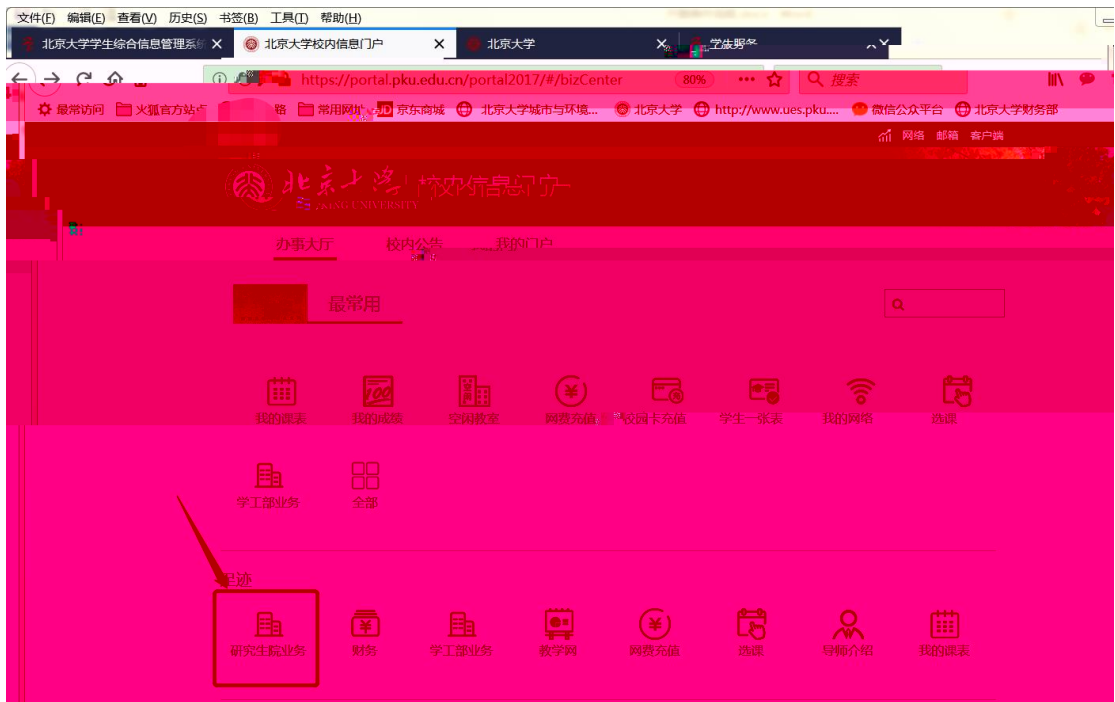 文件(F) 编辑(E) 查看(V) 历史(S) 书签(B) 工具(T) 帮助(H)
北京大学学生综合信息管理系统 北京大学校内信息门户 北京大学
https://portal.pku.edu.cn/portal2017/#/bizCenter 80% 搜索
最常访问 火狐官方站点 常用网址 JD 京东商城 北京大学城市与环境... 北京大学 http://www.ues.pku.... 微信公众平台 北京大学财务部
网络 邮箱 客户端
北京大学 校内信息门户
办事大厅 校内公告 我的门户
最常用
我的课表 我的成绩 空闲教室 网费充值 校园卡充值 学生一张表 我的网络 选课
学工部业务 全部
足迹
研究生院业务 财务 学工部业务 教学网 网费充值 选课 导师介绍 我的课表